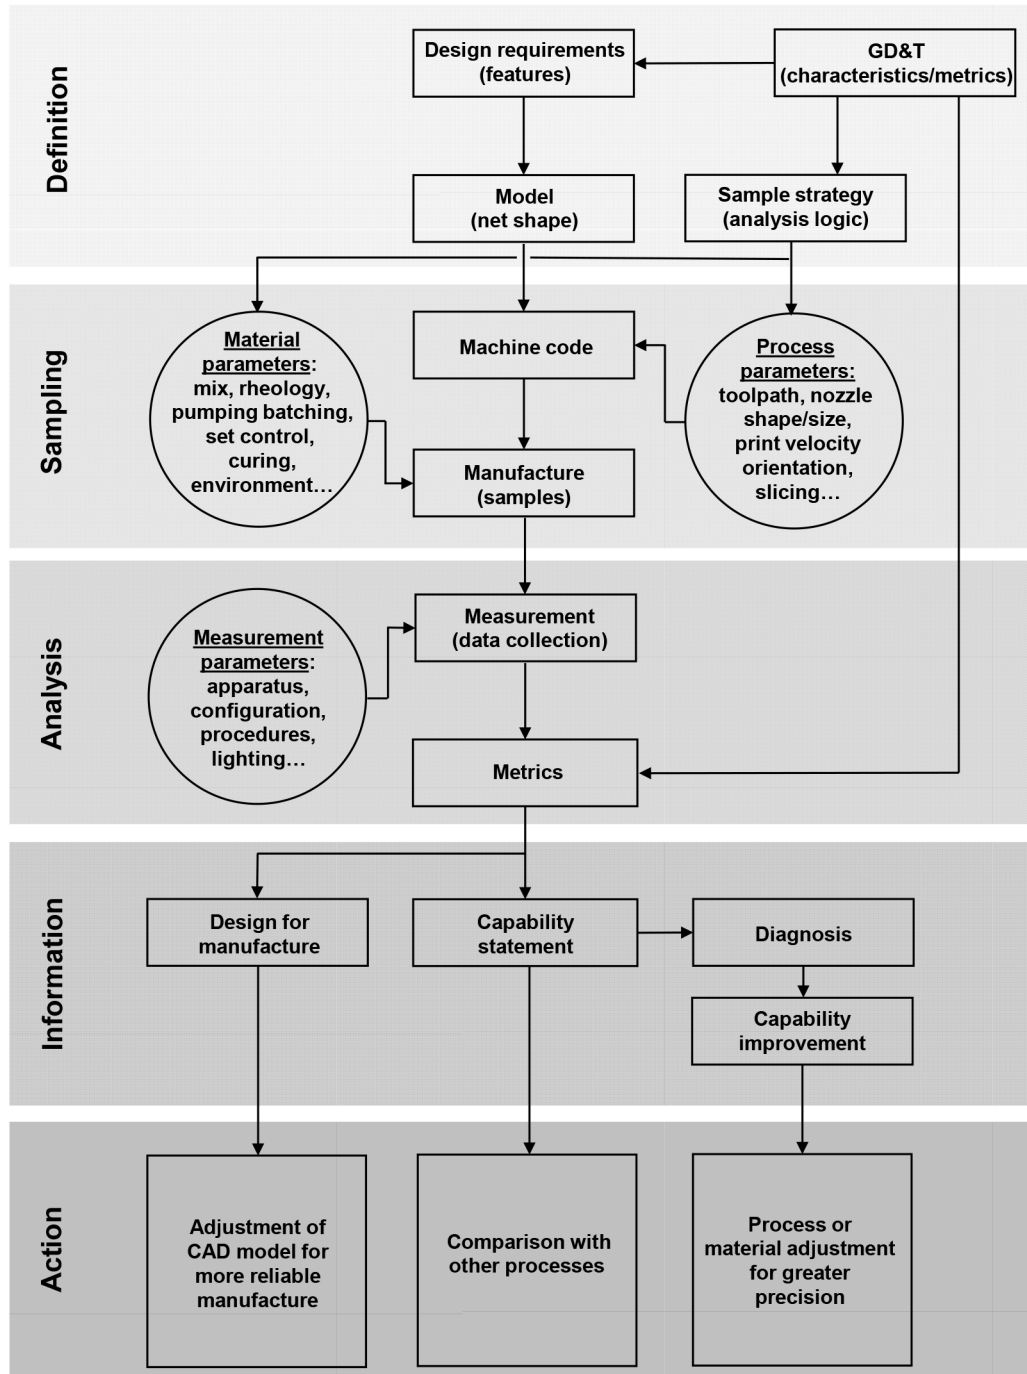 Definition
Design requirements
(features)
GD&T
(characteristics/metrics)
Model
(net shape)
Sample strategy
(analysis logic)
Sampling
Material
parameters:
mix, rheology,
pumping batching,
set control,
curing,
environment…
Machine code
Process
parameters:
toolpath, nozzle
shape/size,
print velocity
orientation,
slicing…
Manufacture
(samples)
Analysis
Measurement
parameters:
apparatus,
configuration,
procedures,
lighting…
Measurement
(data collection)
Metrics
Information
Design for
manufacture
Capability
statement
Diagnosis
Capability
improvement
Action
Adjustment of
CAD model for
more reliable
manufacture
Comparison with
other processes
Process or
material adjustment
for greater
precision